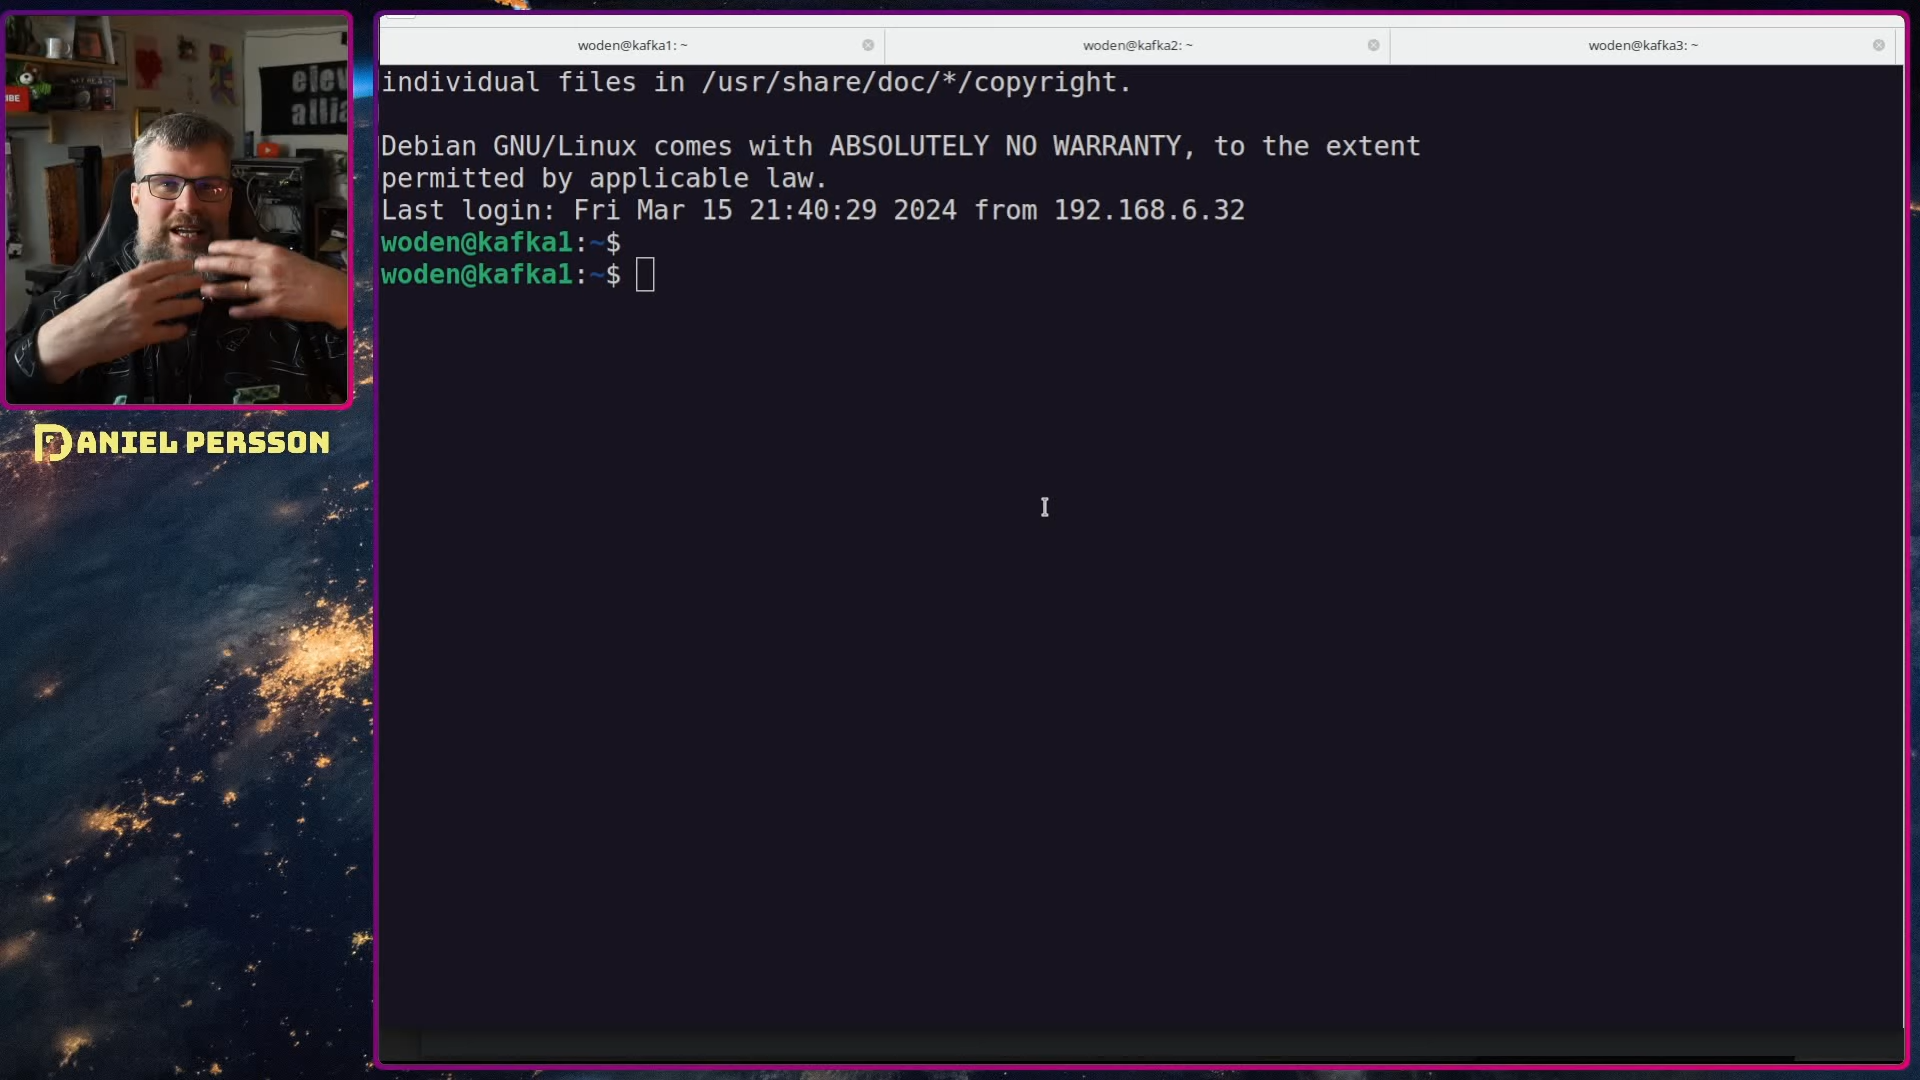 woden@kafka1: ~
woden@kafka2: ~
woden@kafka3: ~
individual files in /usr/share/doc/*/copyright.
Debian GNU/Linux comes with ABSOLUTELY NO WARRANTY, to the extent
permitted by applicable law.
Last login: Fri Mar 15 21:40:29 2024 from 192.168.6.32
woden@kafka1:~$
woden@kafka1:~$
DANIEL PERSSON